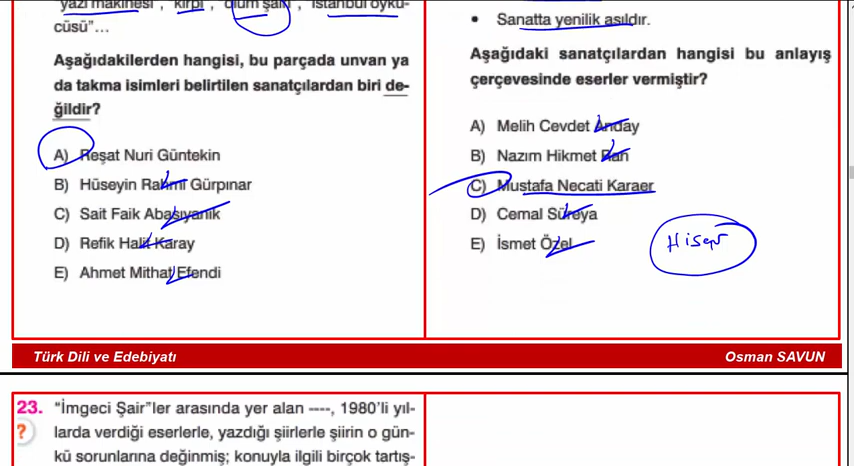 yazı makinesi", "kirpi", "ölüm şairi", "İstanbul öykü-
cüsü"...
Aşağıdakilerden hangisi, bu parçada unvan ya
da takma isimleri belirtilen sanatçılardan biri de-
ğildir?
A) Reşat Nuri Güntekin
B) Hüseyin Rahmi Gürpınar
C) Sait Faik Abasıyanık
D) Refik Halit Karay
E) Ahmet Mithat Efendi
• Sanatta yenilik asıldır.
Aşağıdaki sanatçılardan hangisi bu anlayış
çerçevesinde eserler vermiştir?
A) Melih Cevdet Anday
B) Nazım Hikmet Ran
C) Mustafa Necati Karaer
D) Cemal Süreya
E) İsmet Özel
Hisar
Türk Dili ve Edebiyatı
Osman SAVUN
23. "İmgeci Şair"ler arasında yer alan ----, 1980'li yıl-
? larda verdiği eserlerle, yazdığı şiirlerle şiirin o gün-
kü sorunlarına değinmiş; konuyla ilgili birçok tartış-